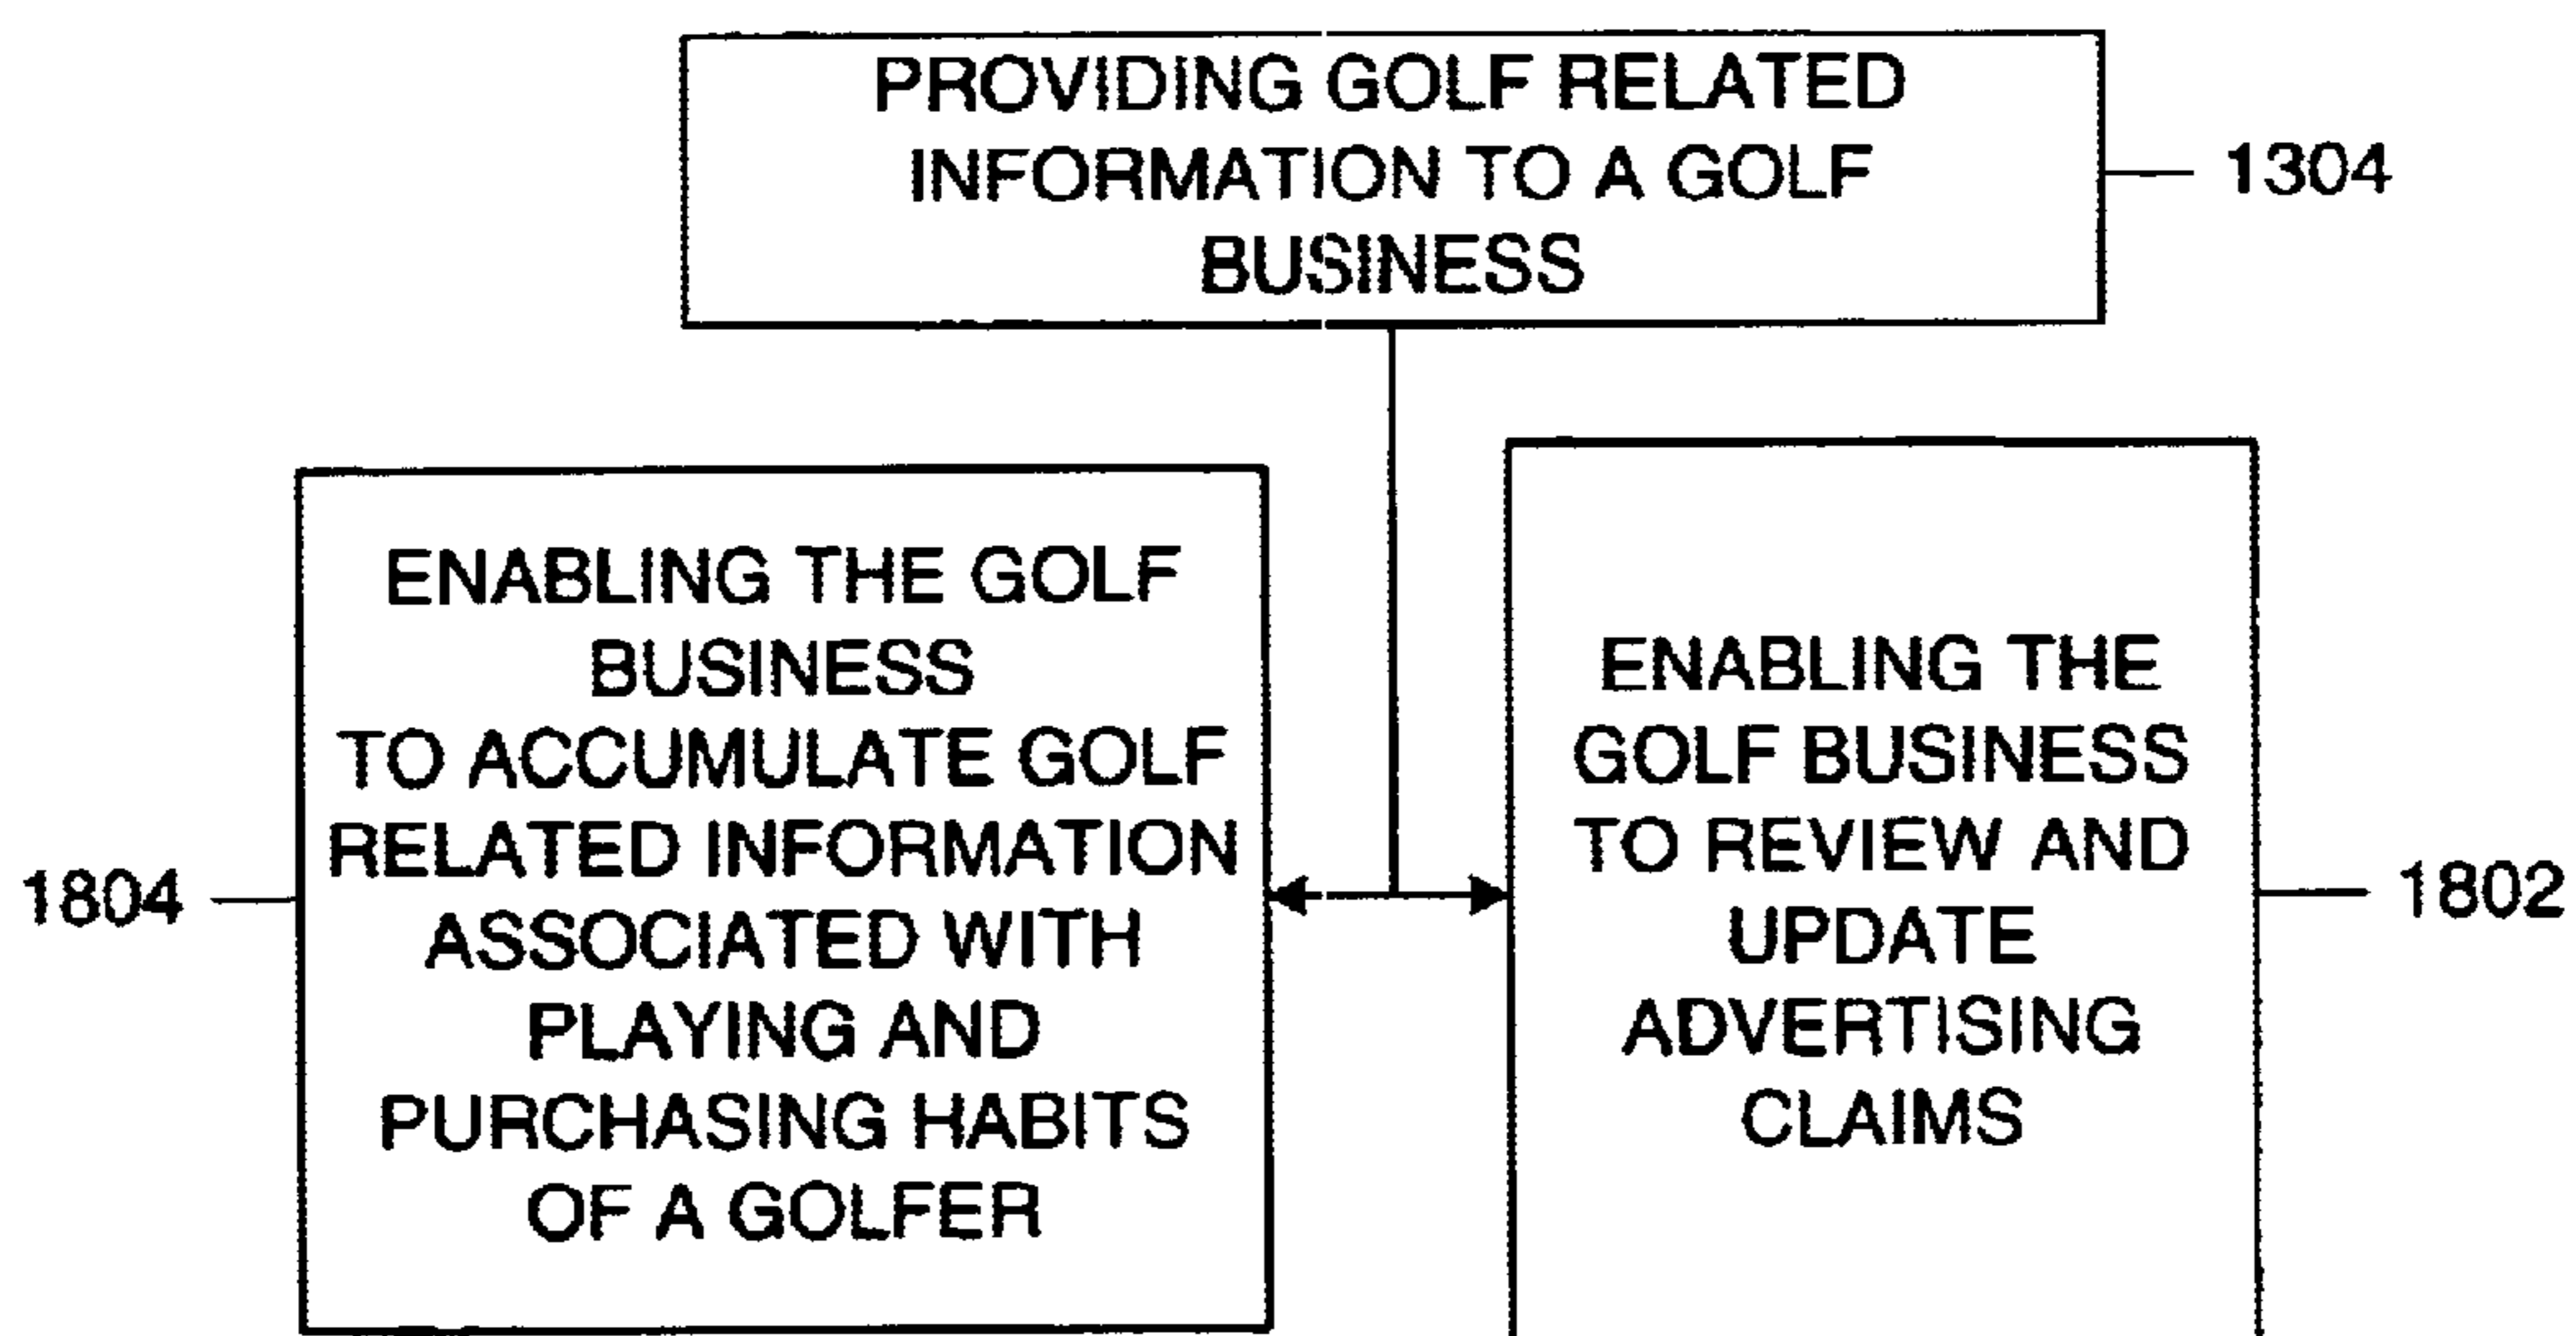 PROVIDING GOLF RELATED
INFORMATION TO A GOLF
BUSINESS
1304
ENABLING THE GOLF
BUSINESS
TO ACCUMULATE GOLF
RELATED INFORMATION
ASSOCIATED WITH
PLAYING AND
PURCHASING HABITS
OF A GOLFER
1804
ENABLING THE
GOLF BUSINESS
TO REVIEW AND
UPDATE
ADVERTISING
CLAIMS
1802